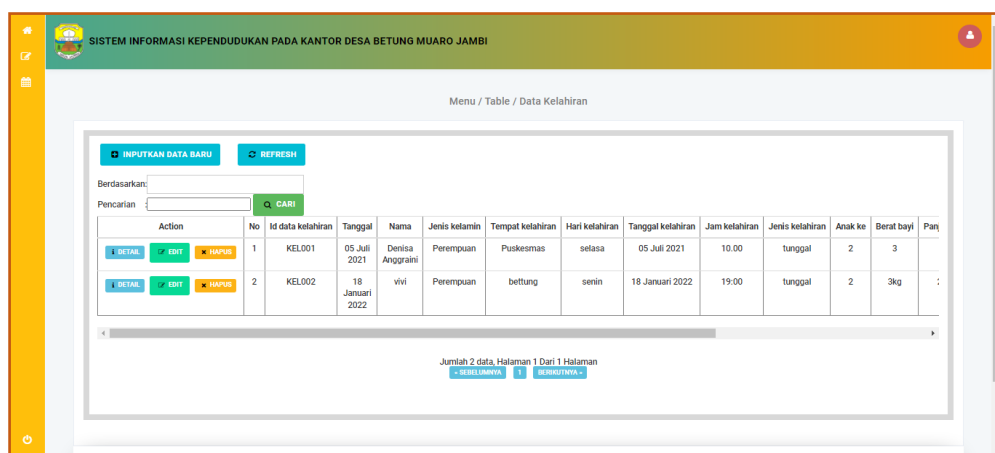 SISTEM INFORMASI KEPENDUDUKAN PADA KANTOR DESA BETUNG MUARO JAMBI
Menu / Table / Data Kelahiran
INPUTKAN DATA BARU REFRESH
Berdasarkan:
Pencarian :
CARI
Action No Id data kelahiran Tanggal Nama Jenis kelamin Tempat kelahiran Hari kelahiran Tanggal kelahiran Jam kelahiran Jenis kelahiran Anak ke Berat bayi Panj
DETAIL EDIT HAPUS 1 KEL001 05 Juli 2021 Denisa Anggraini Perempuan Puskesmas selasa 05 Juli 2021 10.00 tunggal 2 3
DETAIL EDIT HAPUS 2 KEL002 18 Januari 2022 vivi Perempuan bettung senin 18 Januari 2022 19:00 tunggal 2 3kg
Jumlah 2 data, Halaman 1 Dari 1 Halaman
« SEBELUMNYA 1 BERIKUTNYA »